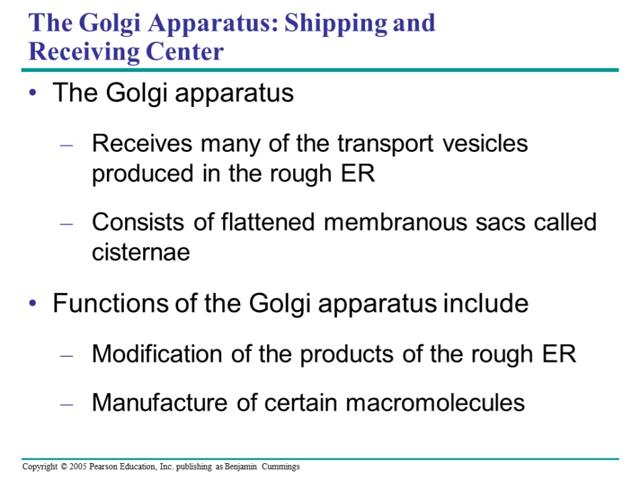 The Golgi Apparatus: Shipping and
Receiving Center
• The Golgi apparatus
– Receives many of the transport vesicles
produced in the rough ER
– Consists of flattened membranous sacs called
cisternae
• Functions of the Golgi apparatus include
– Modification of the products of the rough ER
– Manufacture of certain macromolecules
Copyright © 2005 Pearson Education, Inc. publishing as Benjamin Cummings